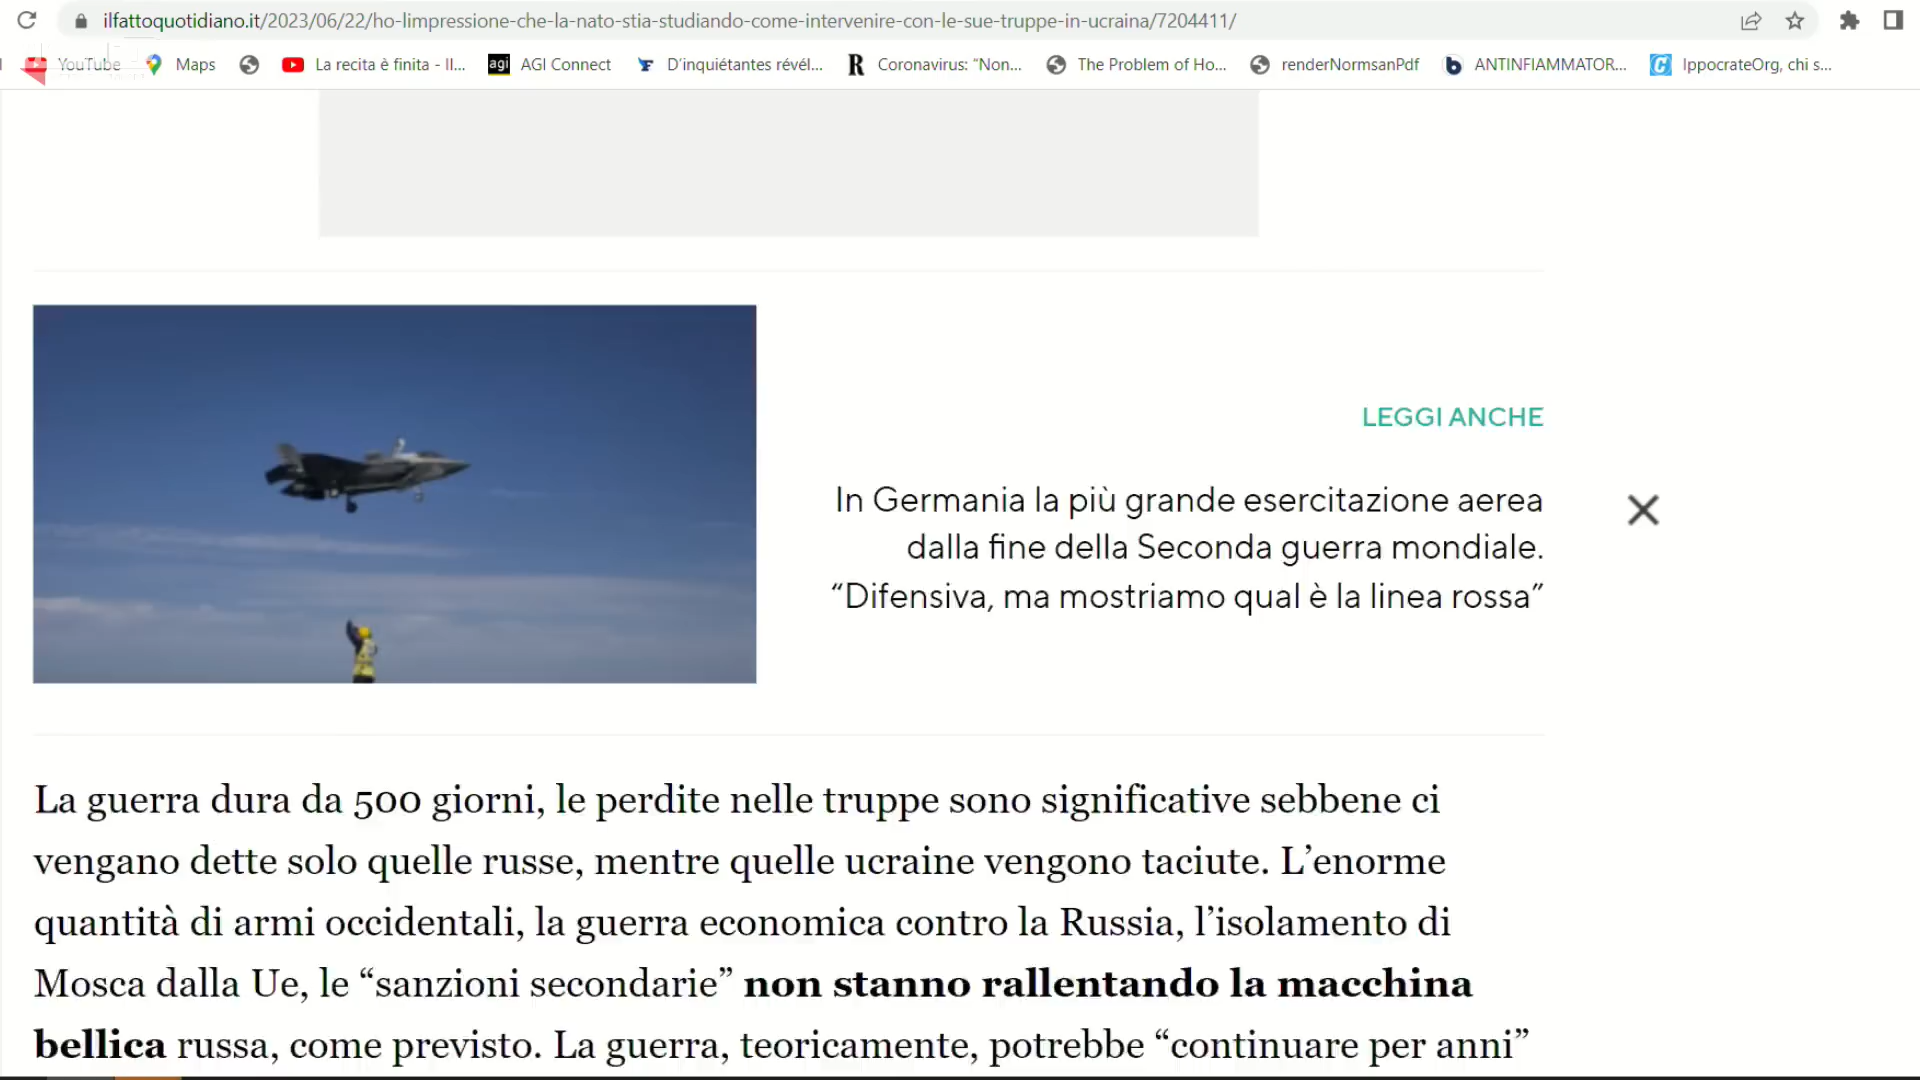 ilfattoquotidiano.it/2023/06/22/ho-limpressione-che-la-nato-stia-studiando-come-intervenire-con-le-sue-truppe-in-ucraina/7204411/
YouTube Maps La recita è finita - Il... agi AGI Connect D'inquiétantes révél... R Coronavirus: “Non... The Problem of Ho... renderNormsanPdf b ANTINFIAMMATOR... IppocrateOrg, chi s...
LEGGI ANCHE
In Germania la più grande esercitazione aerea
dalla fine della Seconda guerra mondiale.
“Difensiva, ma mostriamo qual è la linea rossa”
La guerra dura da 500 giorni, le perdite nelle truppe sono significative sebbene ci
vengano dette solo quelle russe, mentre quelle ucraine vengono taciute. L’enorme
quantità di armi occidentali, la guerra economica contro la Russia, l’isolamento di
Mosca dalla Ue, le “sanzioni secondarie” non stanno rallentando la macchina
bellica russa, come previsto. La guerra, teoricamente, potrebbe “continuare per anni”